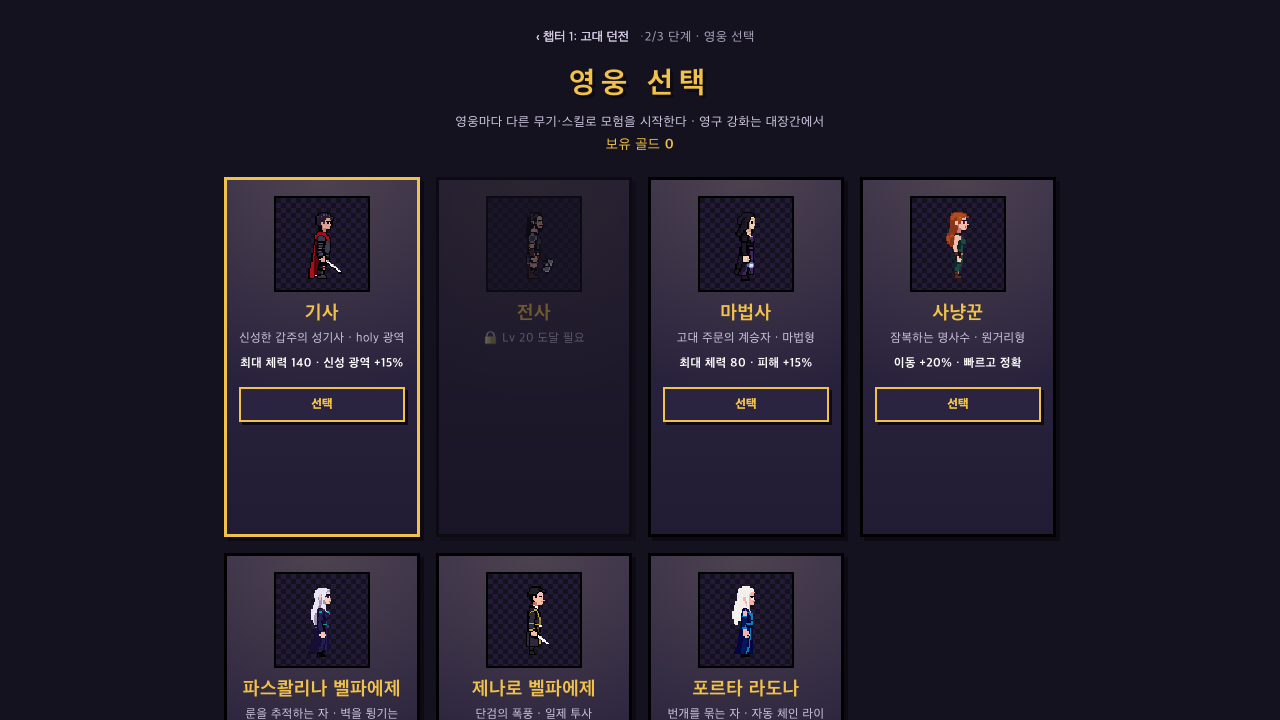 ‹ 챕터 1: 고대 던전 · 2/3 단계 · 영웅 선택
영웅 선택
영웅마다 다른 무기·스킬로 모험을 시작한다 · 영구 강화는 대장간에서
보유 골드 0
기사
신성한 갑주의 성기사 · holy 광역
최대 체력 140 · 신성 광역 +15%
선택
전사
🔒 Lv 20 도달 필요
마법사
고대 주문의 계승자 · 마법형
최대 체력 80 · 피해 +15%
선택
사냥꾼
잠복하는 명사수 · 원거리형
이동 +20% · 빠르고 정확
선택
파스콸리나 벨파에제
룬을 추적하는 자 · 벽을 튕기는
제나로 벨파에제
단검의 폭풍 · 일제 투사
포르타 라도나
번개를 묶는 자 · 자동 체인 라이